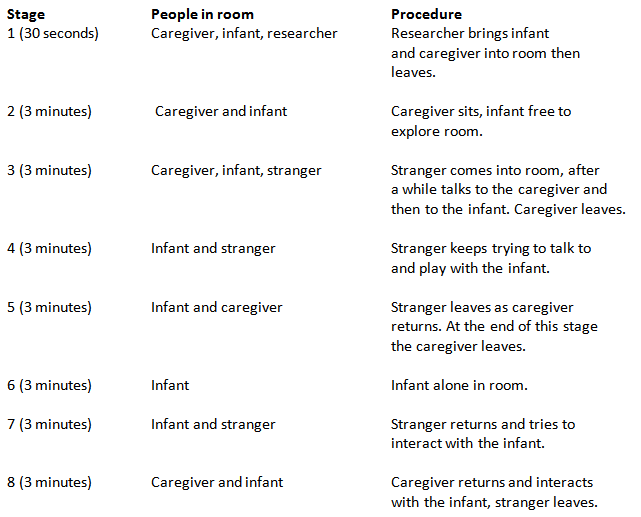 Stage People in room Procedure
1 (30 seconds) Caregiver, infant, researcher Researcher brings infant
and caregiver into room then
leaves.
2 (3 minutes) Caregiver and infant Caregiver sits, infant free to
explore room.
3 (3 minutes) Caregiver, infant, stranger Stranger comes into room, after
a while talks to the caregiver and
then to the infant. Caregiver leaves.
4 (3 minutes) Infant and stranger Stranger keeps trying to talk to
and play with the infant.
5 (3 minutes) Infant and caregiver Stranger leaves as caregiver
returns. At the end of this stage
the caregiver leaves.
6 (3 minutes) Infant Infant alone in room.
7 (3 minutes) Infant and stranger Stranger returns and tries to
interact with the infant.
8 (3 minutes) Caregiver and infant Caregiver returns and interacts
with the infant, stranger leaves.